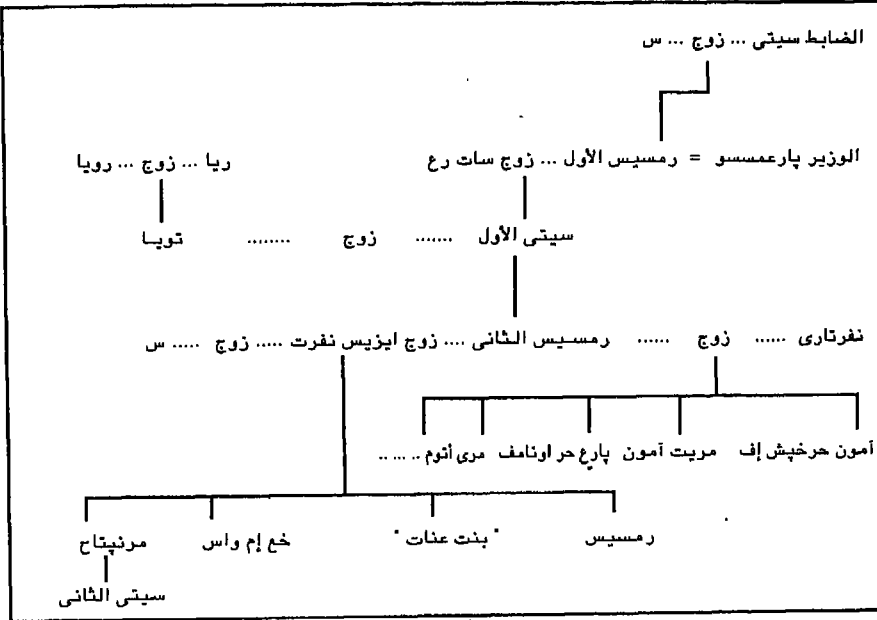 الضابط سيتى ... زوج ... س
الوزير پارعمسسو = رمسيس الأول ... زوج سات رع
ريا ... زوج ... رويا
سيتى الأول ....... زوج ........ تويا
نفرتارى ...... زوج ...... رمسيس الثانى .... زوج ايزيس نفرت ..... زوج ..... س
آمون حرخپش إف مريت آمون پارع حر اونامف مرى أتوم .. ... ..
رمسيس " بنت عنات " خع إم واس مرنپتاح
سيتى الثانى